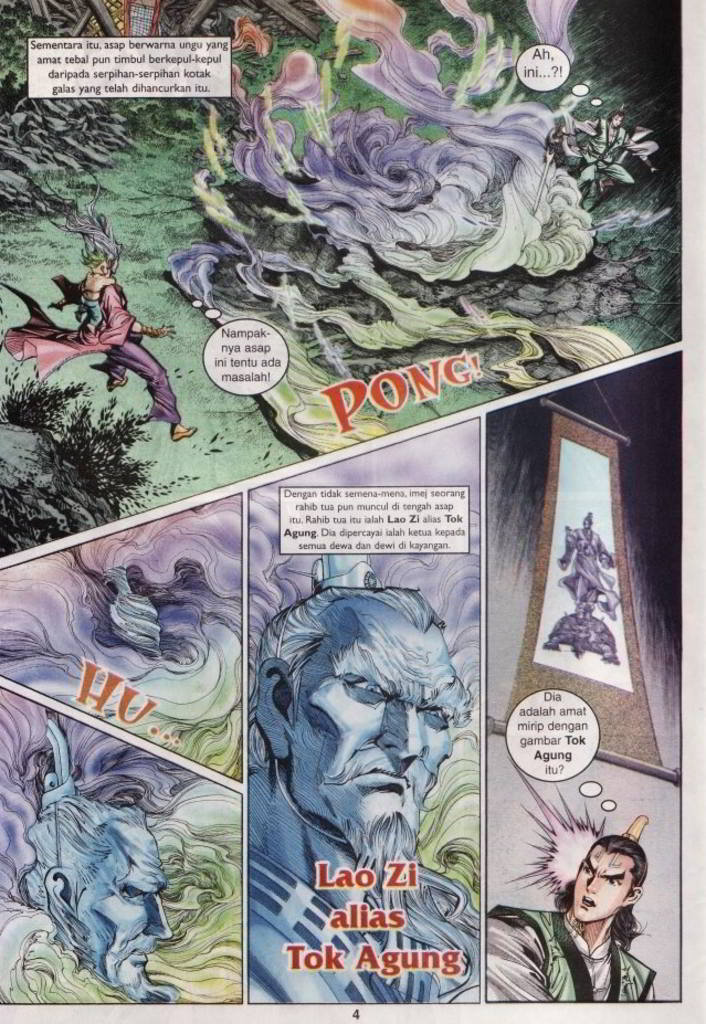 Sementara itu, asap berwarna ungu yang
amat tebal pun timbul berkepul-kepul
daripada serpihan-serpihan kotak
galas yang telah dihancurkan itu.
Ah,
ini...?!
Nampak-
nya asap
ini tentu ada
masalah!
PONG!
HU...
Dengan tidak semena-mena, imej seorang
rahib tua pun muncul di tengah asap
itu. Rahib tua itu ialah Lao Zi alias Tok
Agung. Dia dipercayai ialah ketua kepada
semua dewa dan dewi di kayangan.
Lao Zi
alias
Tok Agung
Dia
adalah amat
mirip dengan
gambar Tok
Agung
itu?
4